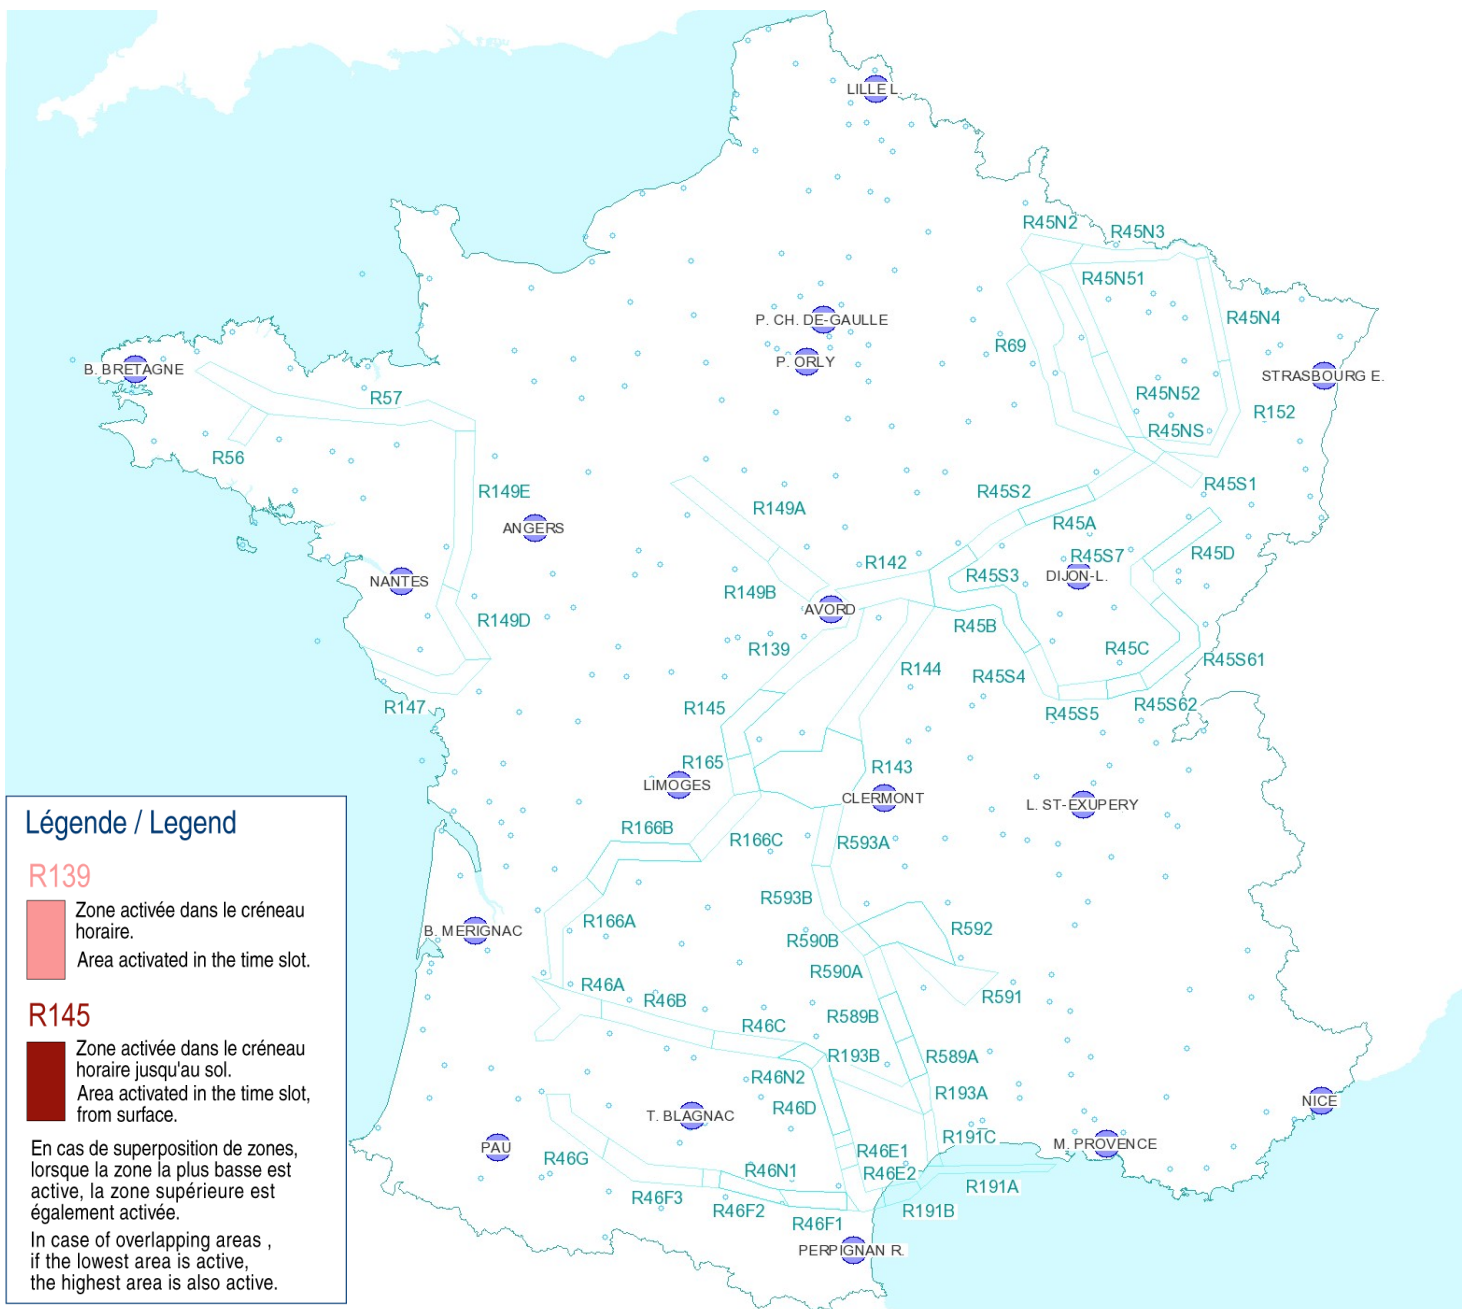 LILLE L.
R45N2
R45N3
R45N51
P. CH. DE-GAULLE
R45N4
R69
P. ORLY
B. BRETAGNE
STRASBOURG E.
R57
R45N52
R152
R45NS
R56
R149E
R45S2
R45S1
R149A
ANGERS
R45A
R45S7
R45D
R142
NANTES
R45S3
DIJON-L.
R149B
AVORD
R149D
R45B
R139
R45C
R45S61
R144
R45S4
R147
R145
R45S5
R45S62
R165
R143
LIMOGES
CLERMONT
L. ST-EXUPERY
R166B
R166C
R593A
R593B
R166A
B. MERIGNAC
R592
R590B
R590A
R46A
R46B
R591
R46C
R589B
R193B
R589A
R46N2
R193A
R46D
T. BLAGNAC
NICE
PAU
R191C
M. PROVENCE
R46G
R46E1
R46N1
R46E2
R191A
R46F3
R46F2
R46F1
R191B
PERPIGNAN R.
Légende / Legend
R139
Zone activée dans le créneau
horaire.
Area activated in the time slot.
R145
Zone activée dans le créneau
horaire jusqu'au sol.
Area activated in the time slot,
from surface.
En cas de superposition de zones,
lorsque la zone la plus basse est
active, la zone supérieure est
également activée.
In case of overlapping areas ,
if the lowest area is active,
the highest area is also active.